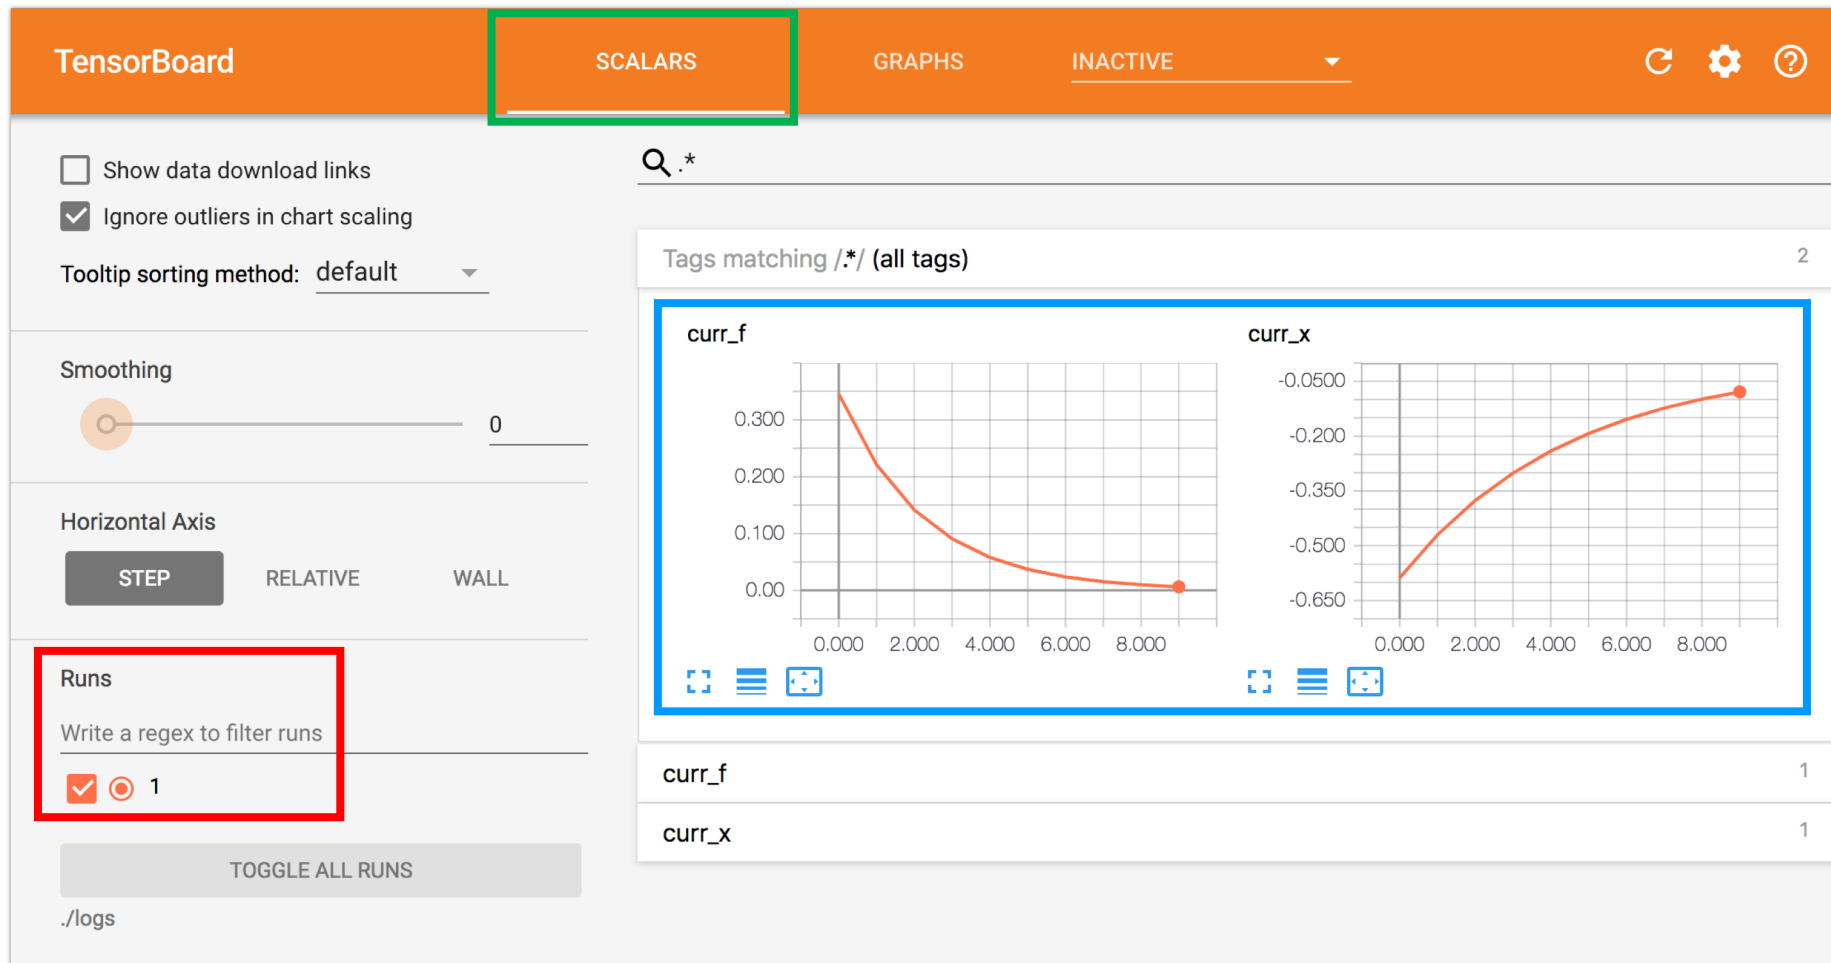 TensorBoard SCALARS GRAPHS INACTIVE
Show data download links
Ignore outliers in chart scaling
Tooltip sorting method: default
Smoothing
0
Horizontal Axis
STEP RELATIVE WALL
Runs
Write a regex to filter runs
1
TOGGLE ALL RUNS
./logs
.*
Tags matching /.*/ (all tags) 2
curr_f
0.300
0.200
0.100
0.00
0.000 2.000 4.000 6.000 8.000
curr_x
-0.0500
-0.200
-0.350
-0.500
-0.650
0.000 2.000 4.000 6.000 8.000
curr_f 1
curr_x 1